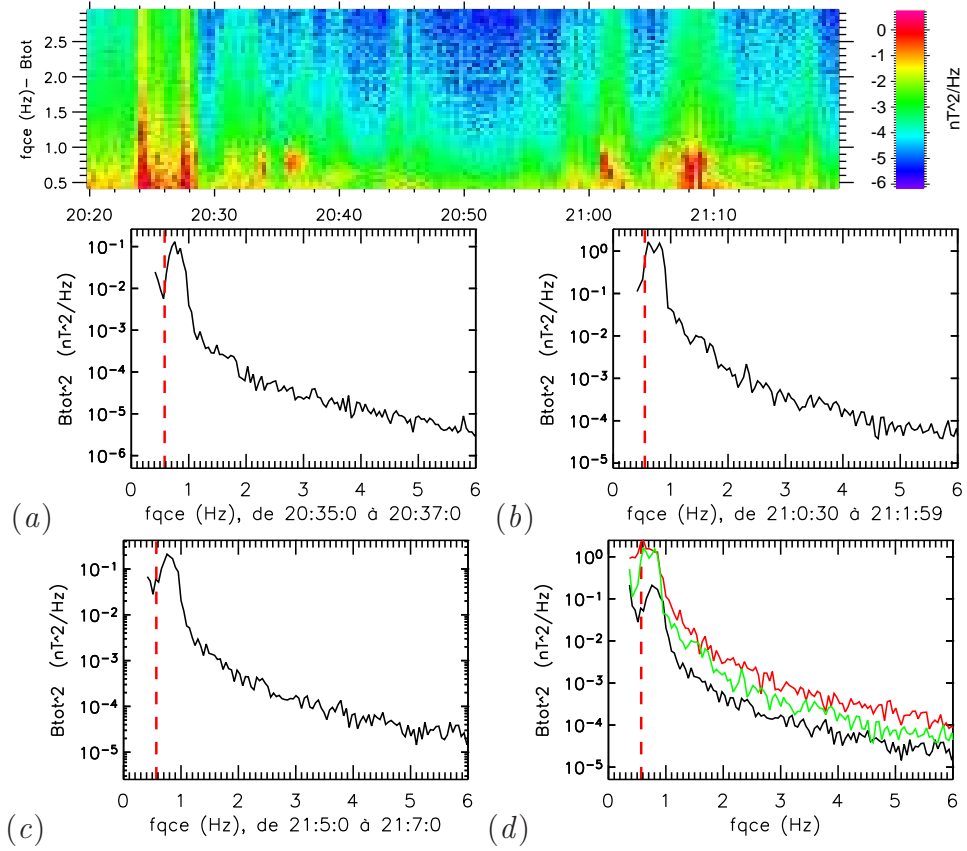 fqce (Hz)- Btot
2.5
2.0
1.5
1.0
0.5
20:20 20:30 20:40 20:50 21:00 21:10
0
-1
-2
-3
-4
-5
-6
nT^2/Hz
Btot^2 (nT^2/Hz)
10^-1
10^-2
10^-3
10^-4
10^-5
10^-6
0 1 2 3 4 5 6
(a) fqce (Hz), de 20:35:0 à 20:37:0
Btot^2 (nT^2/Hz)
10^0
10^-1
10^-2
10^-3
10^-4
10^-5
0 1 2 3 4 5 6
(b) fqce (Hz), de 21:0:30 à 21:1:59
Btot^2 (nT^2/Hz)
10^-1
10^-2
10^-3
10^-4
10^-5
0 1 2 3 4 5 6
(c) fqce (Hz), de 21:5:0 à 21:7:0
Btot^2 (nT^2/Hz)
10^0
10^-1
10^-2
10^-3
10^-4
10^-5
0 1 2 3 4 5 6
(d) fqce (Hz)